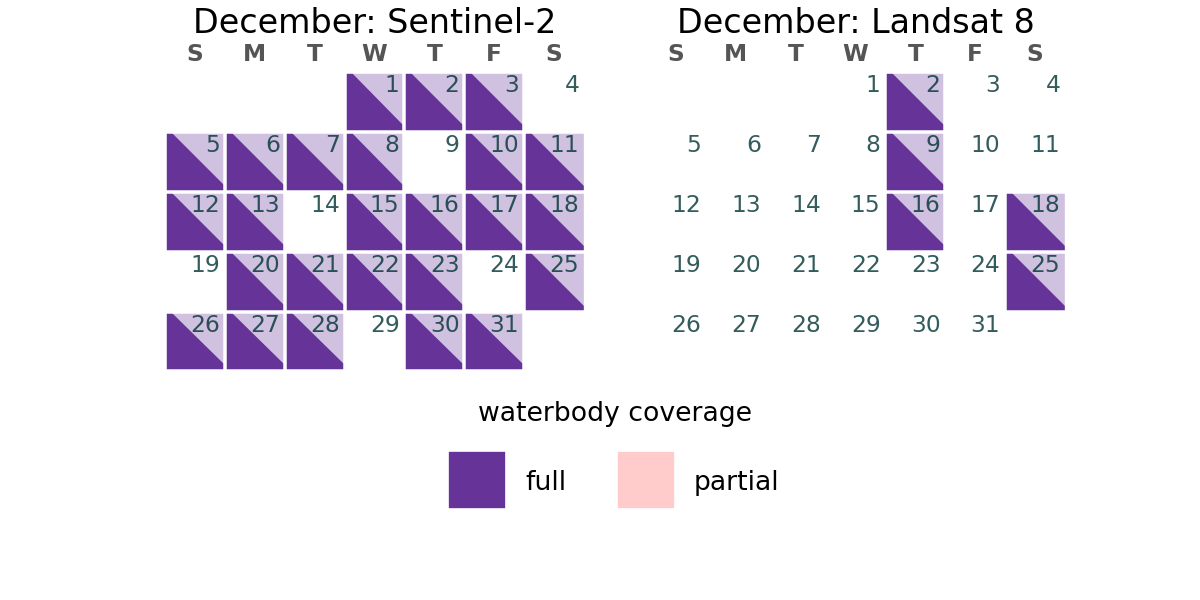 December: Sentinel-2
S M T W T F S
1 2 3 4
5 6 7 8 9 10 11
12 13 14 15 16 17 18
19 20 21 22 23 24 25
26 27 28 29 30 31
December: Landsat 8
S M T W T F S
1 2 3 4
5 6 7 8 9 10 11
12 13 14 15 16 17 18
19 20 21 22 23 24 25
26 27 28 29 30 31
waterbody coverage
full partial